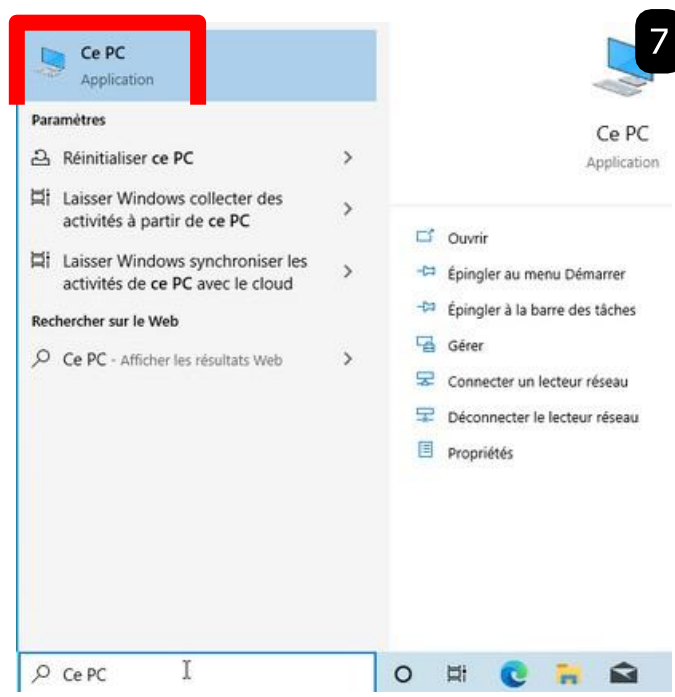 Ce PC
Application
Paramètres
Réinitialiser ce PC
Laisser Windows collecter des
activités à partir de ce PC
Laisser Windows synchroniser les
activités de ce PC avec le cloud
Rechercher sur le Web
Ce PC - Afficher les résultats Web
7
Ce PC
Application
Ouvrir
Épingler au menu Démarrer
Épingler à la barre des tâches
Gérer
Connecter un lecteur réseau
Déconnecter le lecteur réseau
Propriétés
Ce PC